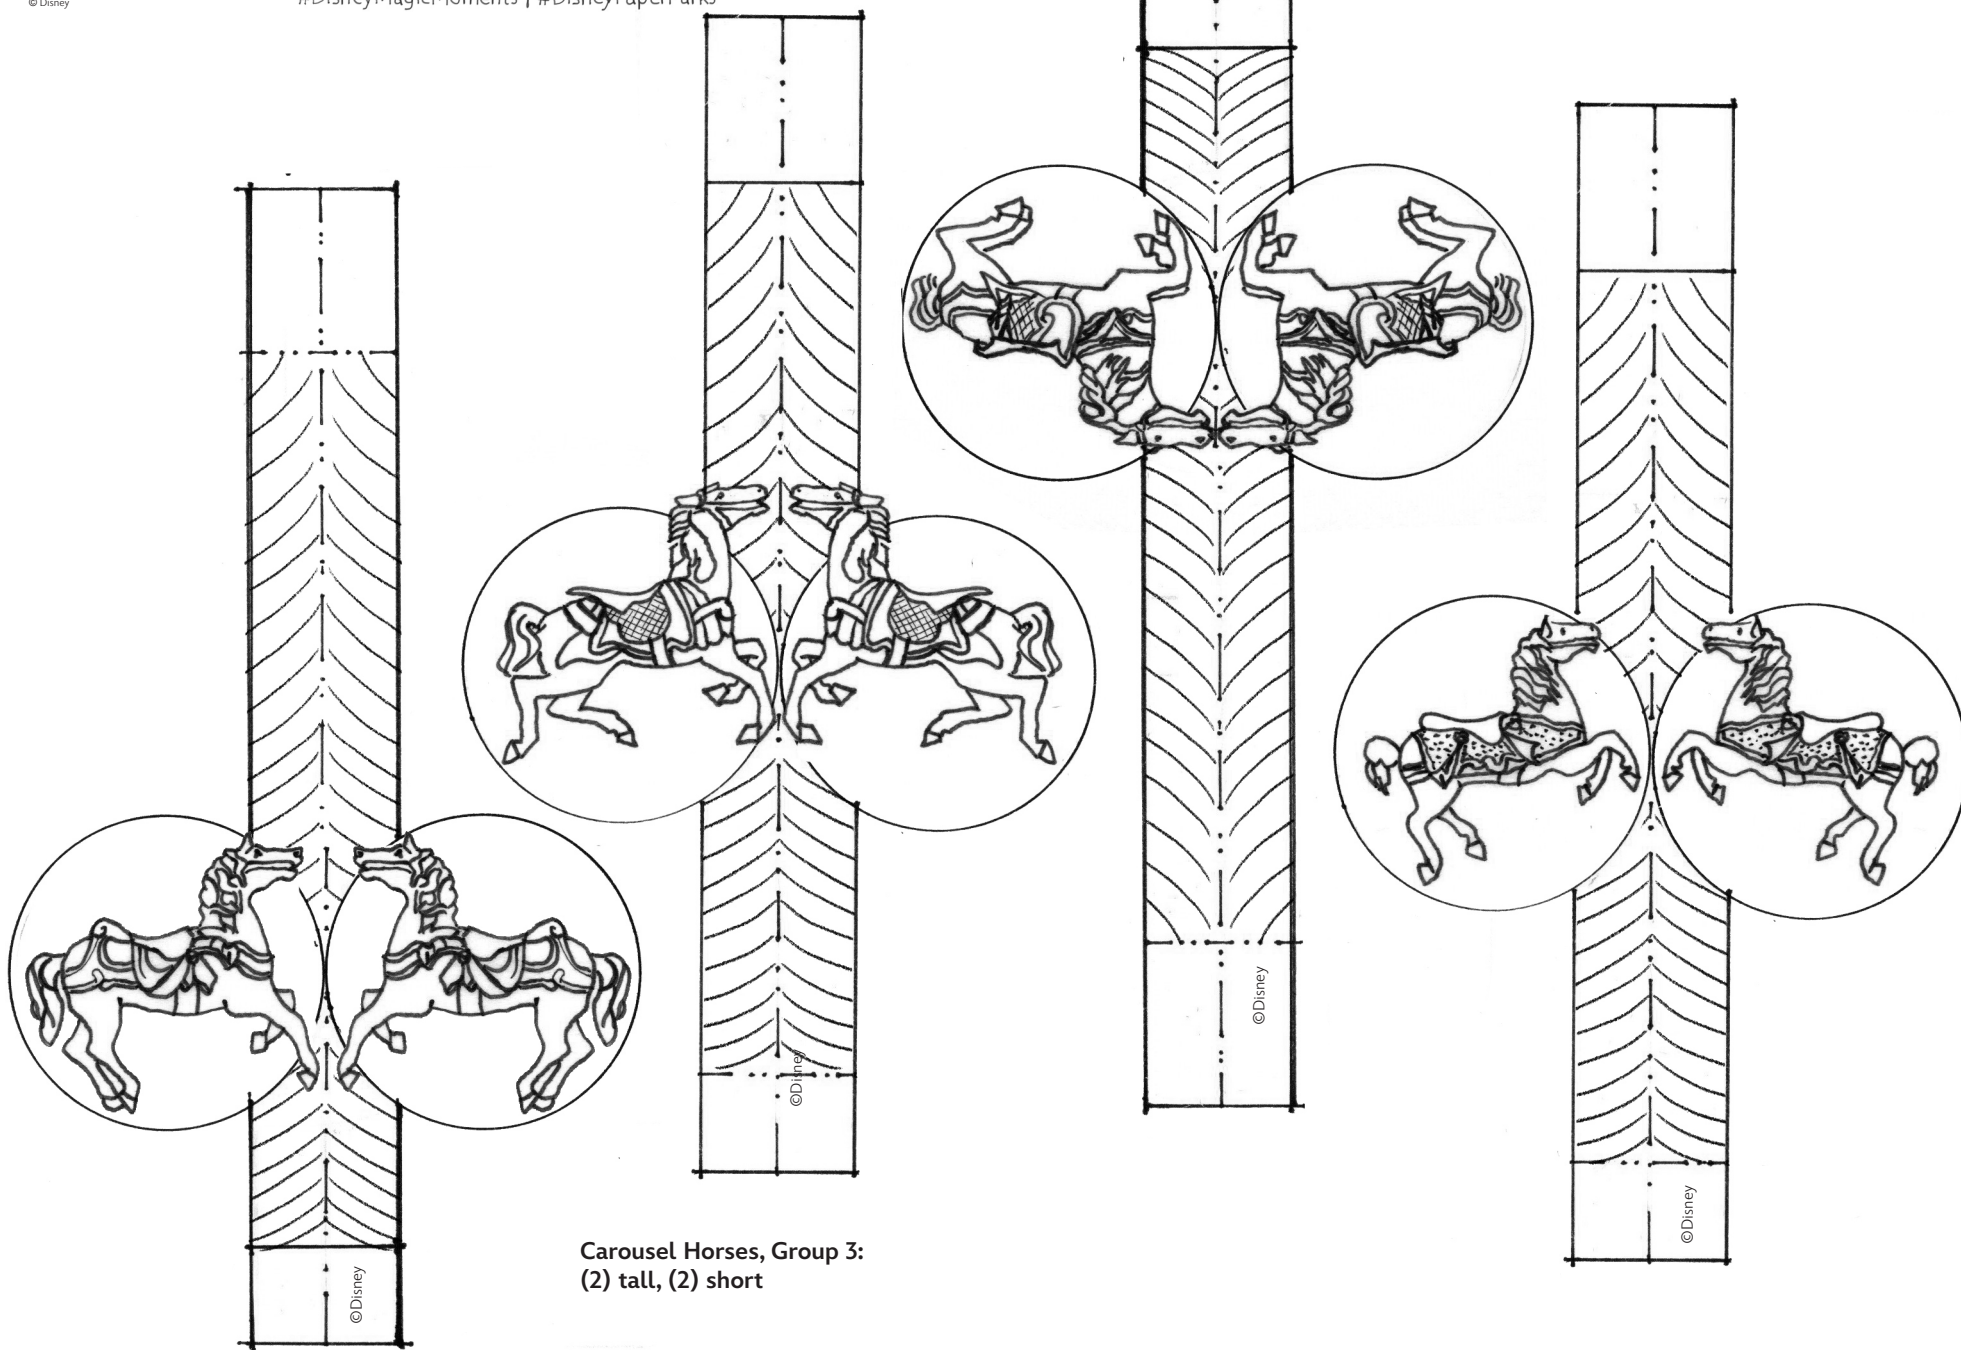 © Disney
#DisneyMagicMoments | #DisneyPaperParks
©Disney
©Disney
©Disney
©Disney
Carousel Horses, Group 3:
(2) tall, (2) short